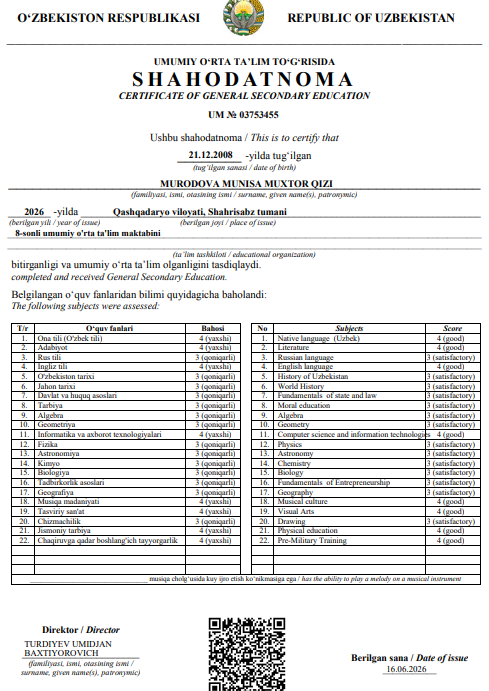 O‘ZBEKISTON RESPUBLIKASI REPUBLIC OF UZBEKISTAN
UMUMIY O‘RTA TA’LIM TO‘G‘RISIDA
SHAHODATNOMA
CERTIFICATE OF GENERAL SECONDARY EDUCATION
UM № 03753455
Ushbu shahodatnoma / This is to certify that
21.12.2008 -yilda tug‘ilgan
(tug‘ilgan sanasi / date of birth)
MURODOVA MUNISA MUXTOR QIZI
(familiyasi, ismi, otasining ismi / surname, given name(s), patronymic)
2026 -yilda Qashqadaryo viloyati, Shahrisabz tumani
(berilgan yili / year of issue) (berilgan joyi / place of issue)
8-sonli umumiy o'rta ta'lim maktabini
(ta’lim tashkiloti / educational organization)
bitirganligi va umumiy o‘rta ta’lim olganligini tasdiqlaydi.
completed and received General Secondary Education.
Belgilangan o‘quv fanlaridan bilimi quyidagicha baholandi:
The following subjects were assessed:
T/r O‘quv fanlari Bahosi No Subjects Score
1. Ona tili (O'zbek tili) 4 (yaxshi) 1. Native language (Uzbek) 4 (good)
2. Adabiyot 4 (yaxshi) 2. Literature 4 (good)
3. Rus tili 3 (qoniqarli) 3. Russian language 3 (satisfactory)
4. Ingliz tili 4 (yaxshi) 4. English language 4 (good)
5. O'zbekiston tarixi 3 (qoniqarli) 5. History of Uzbekistan 3 (satisfactory)
6. Jahon tarixi 3 (qoniqarli) 6. World History 3 (satisfactory)
7. Davlat va huquq asoslari 3 (qoniqarli) 7. Fundamentals of state and law 3 (satisfactory)
8. Tarbiya 3 (qoniqarli) 8. Moral education 3 (satisfactory)
9. Algebra 3 (qoniqarli) 9. Algebra 3 (satisfactory)
10. Geometriya 3 (qoniqarli) 10. Geometry 3 (satisfactory)
11. Informatika va axborot texnologiyalari 4 (yaxshi) 11. Computer science and information technologies 4 (good)
12. Fizika 3 (qoniqarli) 12. Physics 3 (satisfactory)
13. Astronomiya 3 (qoniqarli) 13. Astronomy 3 (satisfactory)
14. Kimyo 3 (qoniqarli) 14. Chemistry 3 (satisfactory)
15. Biologiya 3 (qoniqarli) 15. Biology 3 (satisfactory)
16. Tadbirkorlik asoslari 3 (qoniqarli) 16. Fundamentals of Entrepreneurship 3 (satisfactory)
17. Geografiya 3 (qoniqarli) 17. Geography 3 (satisfactory)
18. Musiqa madaniyati 4 (yaxshi) 18. Musical culture 4 (good)
19. Tasviriy san'at 4 (yaxshi) 19. Visual Arts 4 (good)
20. Chizmachilik 3 (qoniqarli) 20. Drawing 3 (satisfactory)
21. Jismoniy tarbiya 4 (yaxshi) 21. Physical education 4 (good)
22. Chaqiruvga qadar boshlang'ich tayyorgarlik 4 (yaxshi) 22. Pre-Military Training 4 (good)
musiqa cholg‘usida kuy ijro etish ko‘nikmasiga ega / has the ability to play a melody on a musical instrument
Direktor / Director
TURDIYEV UMIDJAN
BAXTIYOROVICH
(familiyasi, ismi, otasining ismi /
surname, given name(s), patronymic)
Berilgan sana / Date of issue
16.06.2026